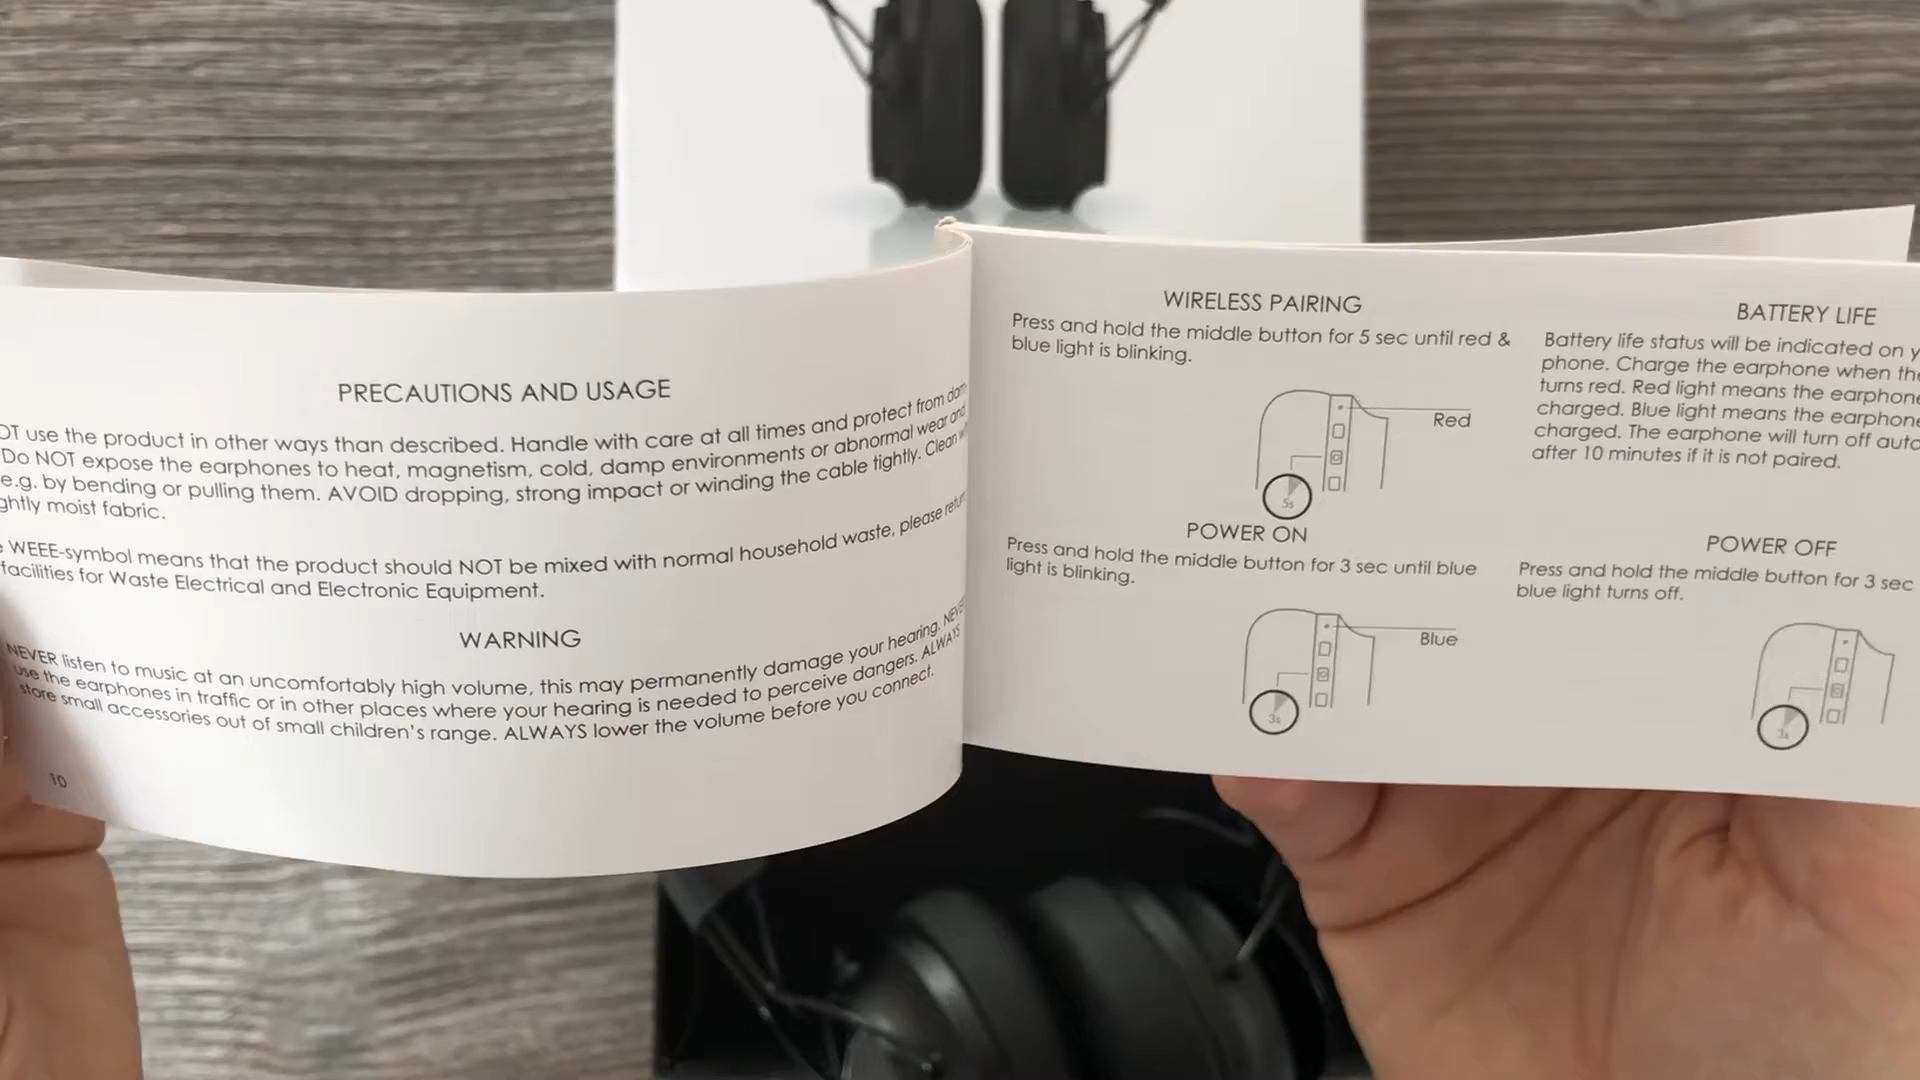 PRECAUTIONS AND USAGE
use the product in other ways than described. Handle with care at all times and protect from
Do NOT expose the earphones to heat, magnetism, cold, damp environments or abnormal wear and
e.g. by bending or pulling them. AVOID dropping, strong impact or winding the cable tightly. Clean
moist fabric.
WEEE-symbol means that the product should NOT be mixed with normal household waste, please
facilities for Waste Electrical and Electronic Equipment.
WARNING
NEVER listen to music at an uncomfortably high volume, this may permanently damage your hearing. NEVER
use the earphones in traffic or in other places where your hearing is needed to perceive dangers. ALWAYS
store small accessories out of small children's range. ALWAYS lower the volume before you connect.
10
WIRELESS PAIRING
Press and hold the middle button for 5 sec until red &
blue light is blinking.
Red
5s
POWER ON
Press and hold the middle button for 3 sec until blue
light is blinking.
Blue
3s
BATTERY LIFE
Battery life status will be indicated on
phone. Charge the earphone when
turns red. Red light means the
charged. Blue light means the
charged. The earphone will turn off
after 10 minutes if it is not paired.
POWER OFF
Press and hold the middle button for 3 sec
blue light turns off.
3s